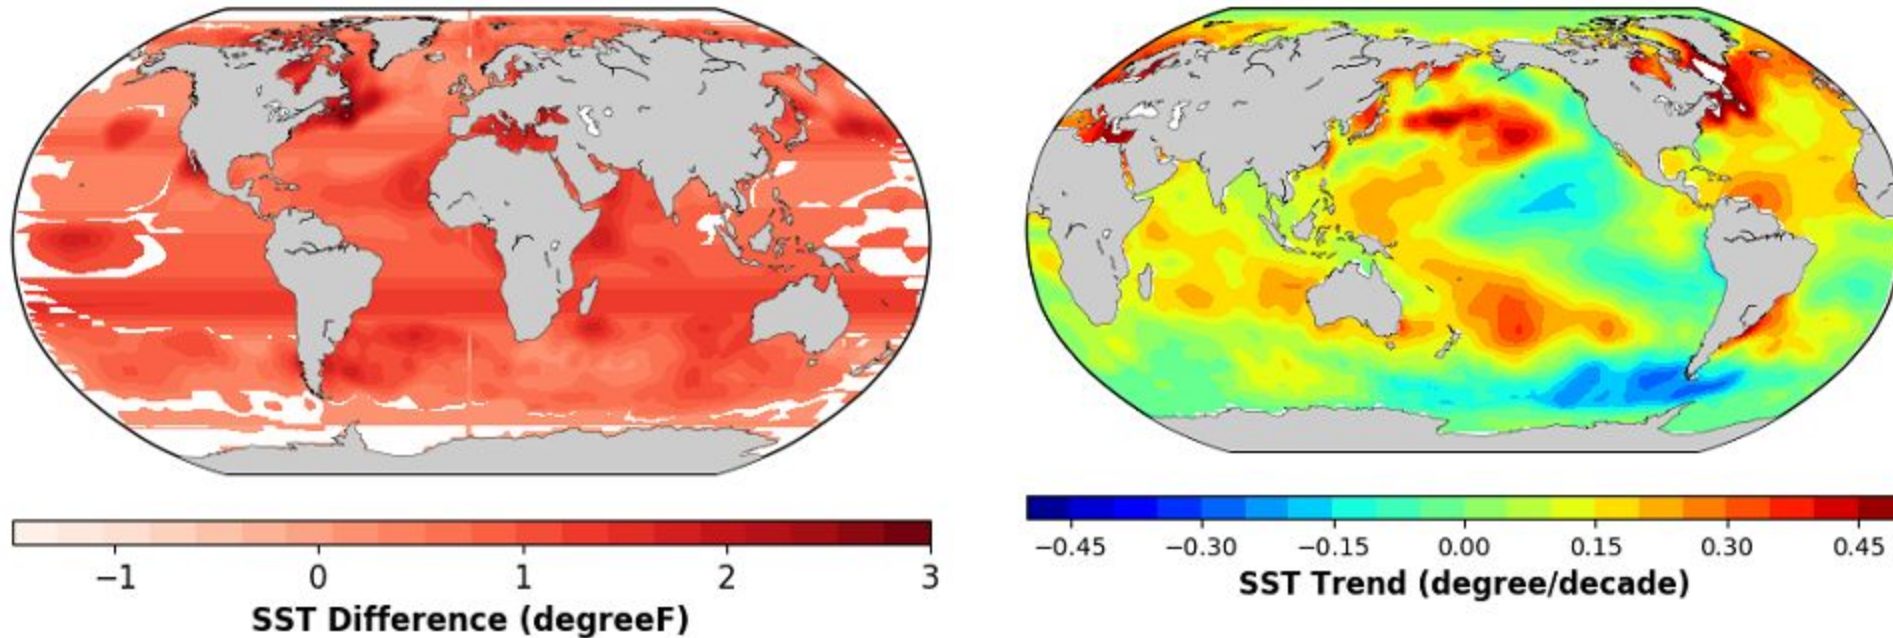 −1 0 1 2 3
SST Difference (degreeF)
−0.45 −0.30 −0.15 0.00 0.15 0.30 0.45
SST Trend (degree/decade)